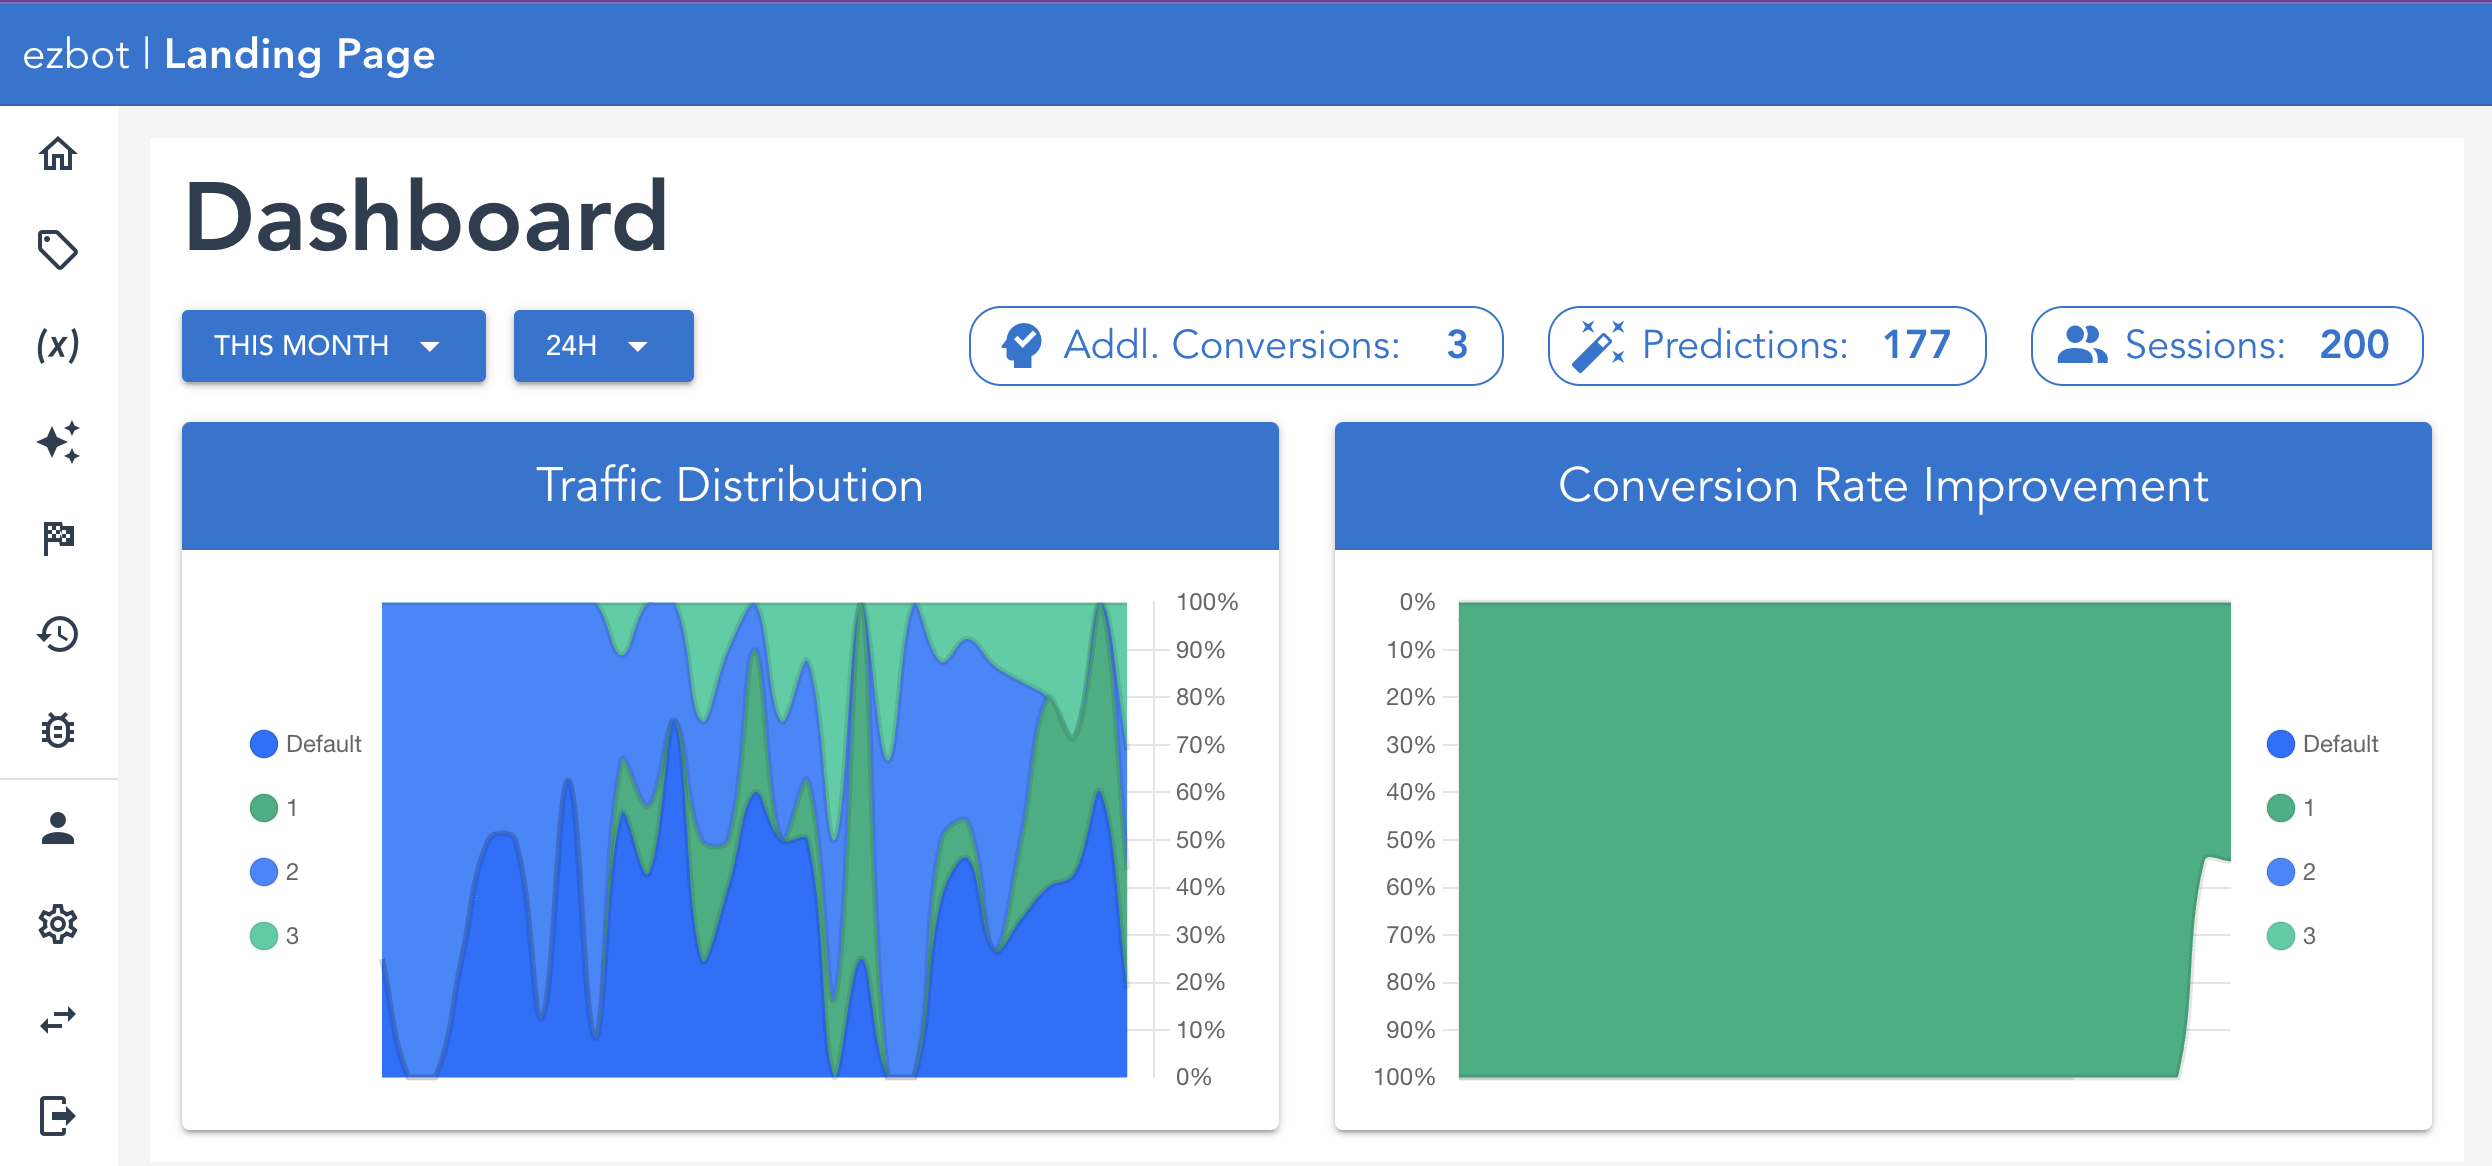 ezbot | Landing Page
(x)
Dashboard
THIS MONTH
24H
Addl. Conversions: 3
Predictions: 177
Sessions: 200
Traffic Distribution
Default
1
2
3
100%
90%
80%
70%
60%
50%
40%
30%
20%
10%
0%
Conversion Rate Improvement
0%
10%
20%
30%
40%
50%
60%
70%
80%
90%
100%
Default
1
2
3